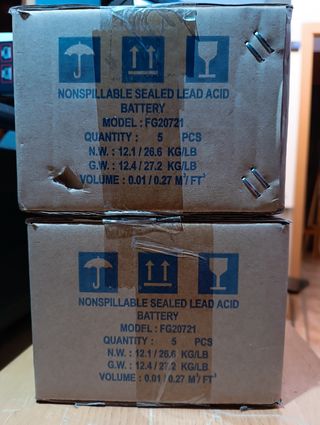 NONSPILLABLE SEALED LEAD ACID
BATTERY
MODEL : FG20721
QUANTITY : 5 PCS
N.W. : 12.1 / 26.6 KG/LB
G.W. : 12.4 / 27.2 KG/LB
VOLUME : 0.01 / 0.27 M³/ FT³
NONSPILLABLE SEALED LEAD ACID
BATTERY
MODEL : FG20721
QUANTITY : 5 PCS
N.W. : 12.1 / 26.6 KG/LB
G.W. : 12.4 / 27.2 KG/LB
VOLUME : 0.01 / 0.27 M³/ FT³